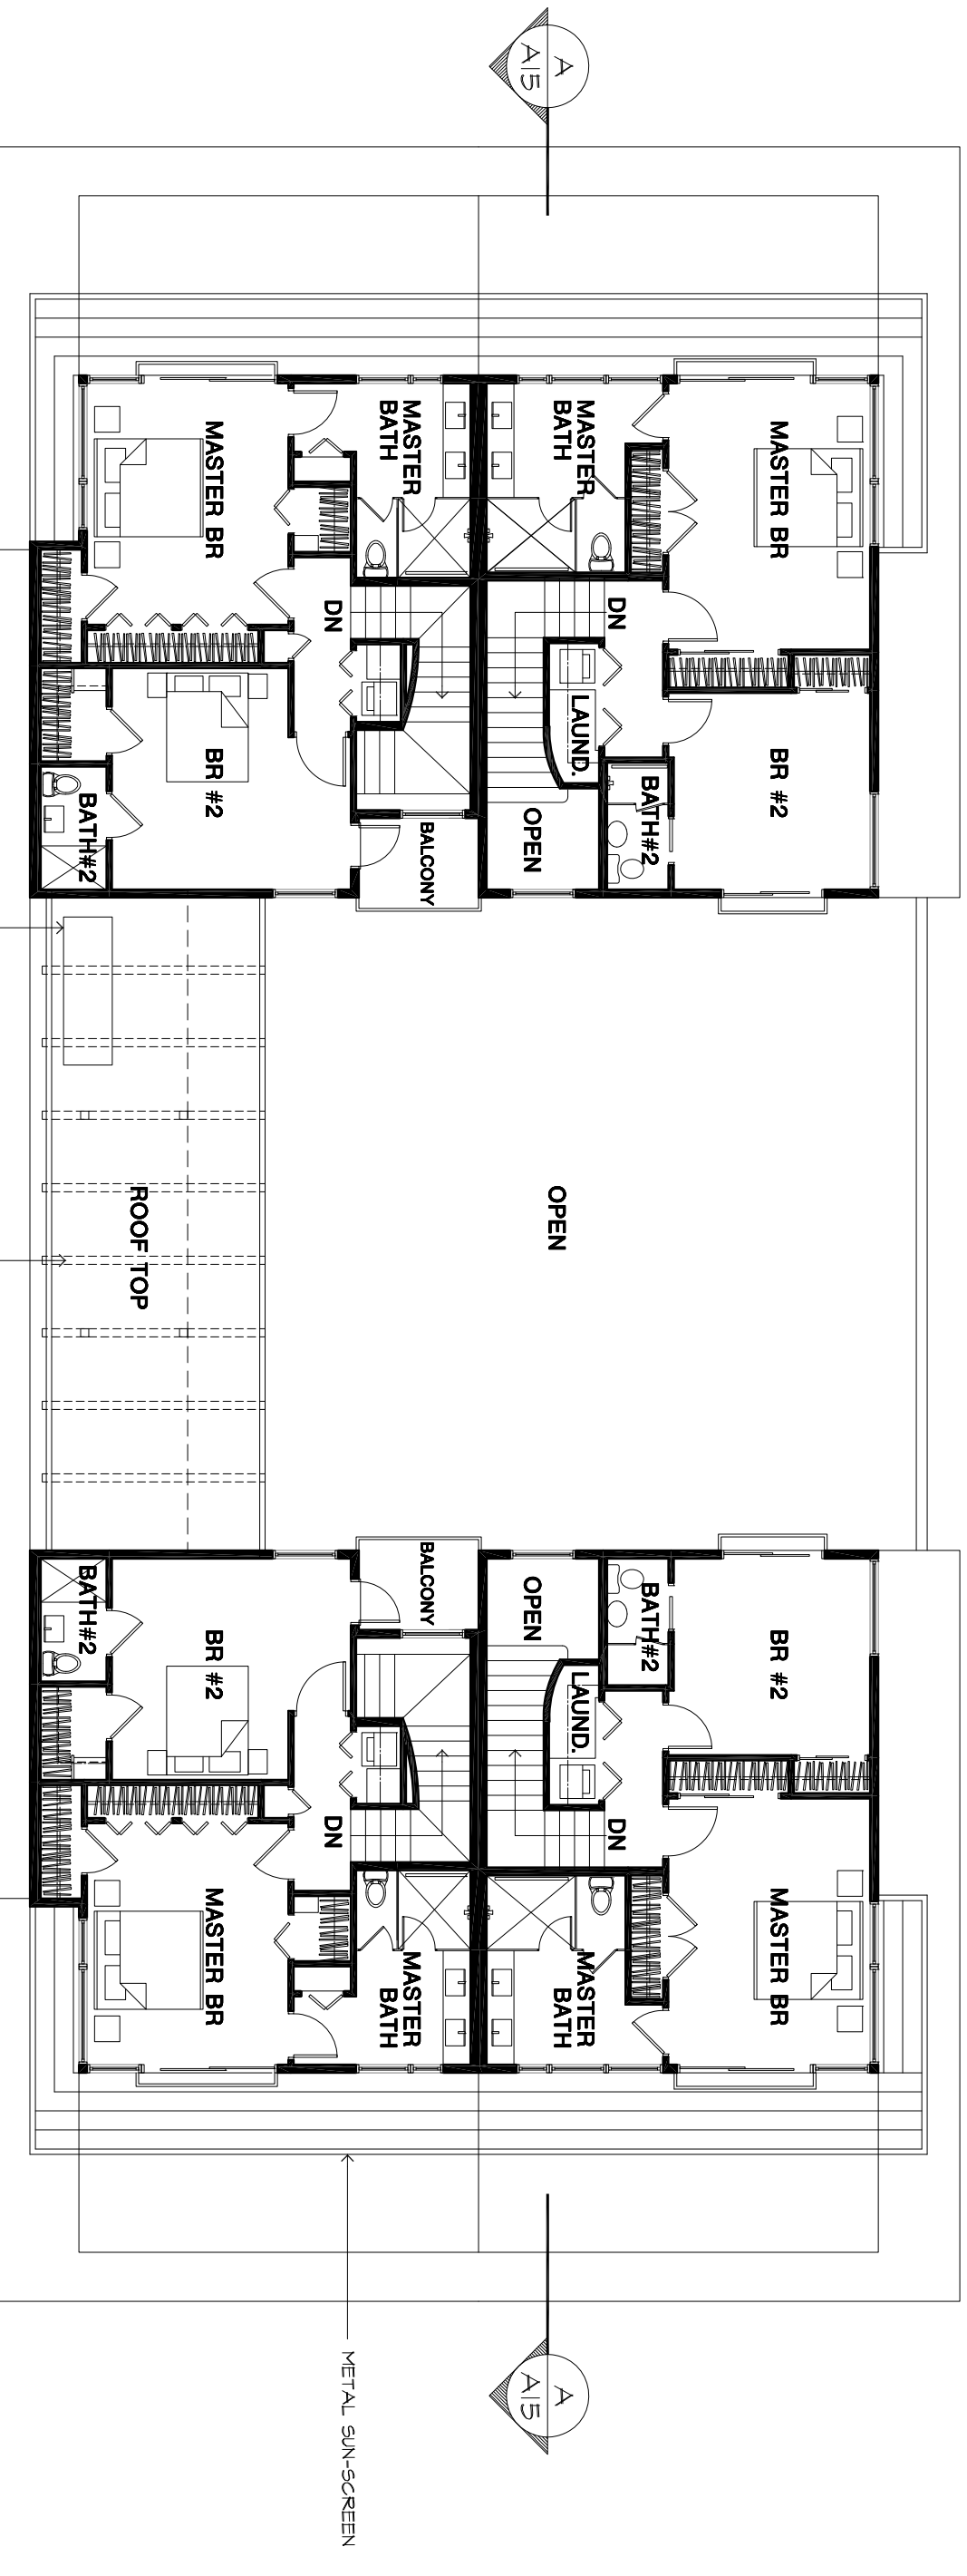 A
A15
MASTER BR
MASTER
BATH
MASTER
BATH
MASTER BR
DN
DN
LAUND.
BR #2
BR #2
BATH#2
BALCONY
OPEN
BATH#2
ROOF TOP
OPEN
BATH#2
BALCONY
OPEN
BATH#2
BR #2
BR #2
LAUND.
DN
DN
MASTER BR
MASTER
BATH
MASTER
BATH
MASTER BR
A
A15
METAL SUN-SCREEN